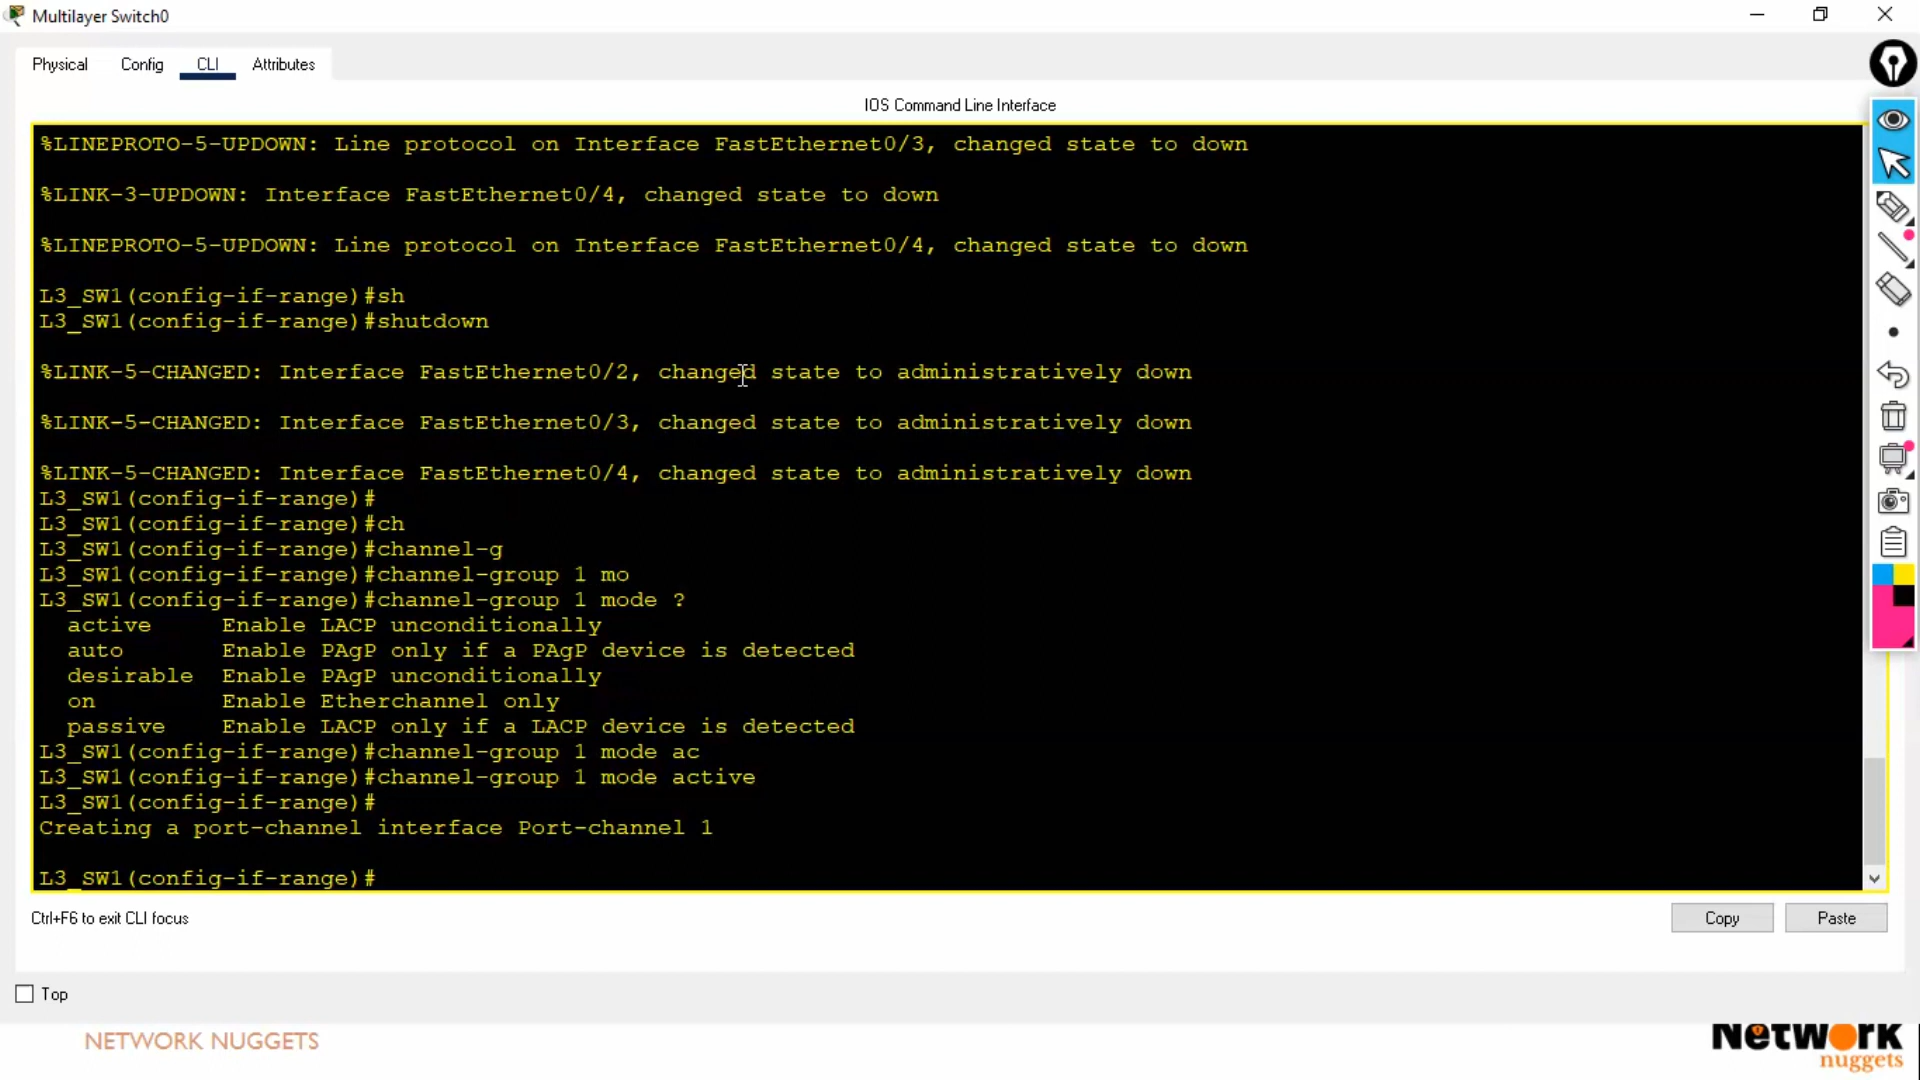 Multilayer Switch0
Physical Config CLI Attributes
IOS Command Line Interface
%LINEPROTO-5-UPDOWN: Line protocol on Interface FastEthernet0/3, changed state to down
%LINK-3-UPDOWN: Interface FastEthernet0/4, changed state to down
%LINEPROTO-5-UPDOWN: Line protocol on Interface FastEthernet0/4, changed state to down
L3_SW1(config-if-range)#sh
L3_SW1(config-if-range)#shutdown
%LINK-5-CHANGED: Interface FastEthernet0/2, changed state to administratively down
%LINK-5-CHANGED: Interface FastEthernet0/3, changed state to administratively down
%LINK-5-CHANGED: Interface FastEthernet0/4, changed state to administratively down
L3_SW1(config-if-range)#
L3_SW1(config-if-range)#ch
L3_SW1(config-if-range)#channel-g
L3_SW1(config-if-range)#channel-group 1 mo
L3_SW1(config-if-range)#channel-group 1 mode ?
active Enable LACP unconditionally
auto Enable PAgP only if a PAgP device is detected
desirable Enable PAgP unconditionally
on Enable Etherchannel only
passive Enable LACP only if a LACP device is detected
L3_SW1(config-if-range)#channel-group 1 mode ac
L3_SW1(config-if-range)#channel-group 1 mode active
L3_SW1(config-if-range)#
Creating a port-channel interface Port-channel 1
L3_SW1(config-if-range)#
Ctrl+F6 to exit CLI focus
Copy Paste
Top
NETWORK NUGGETS
Network
nuggets